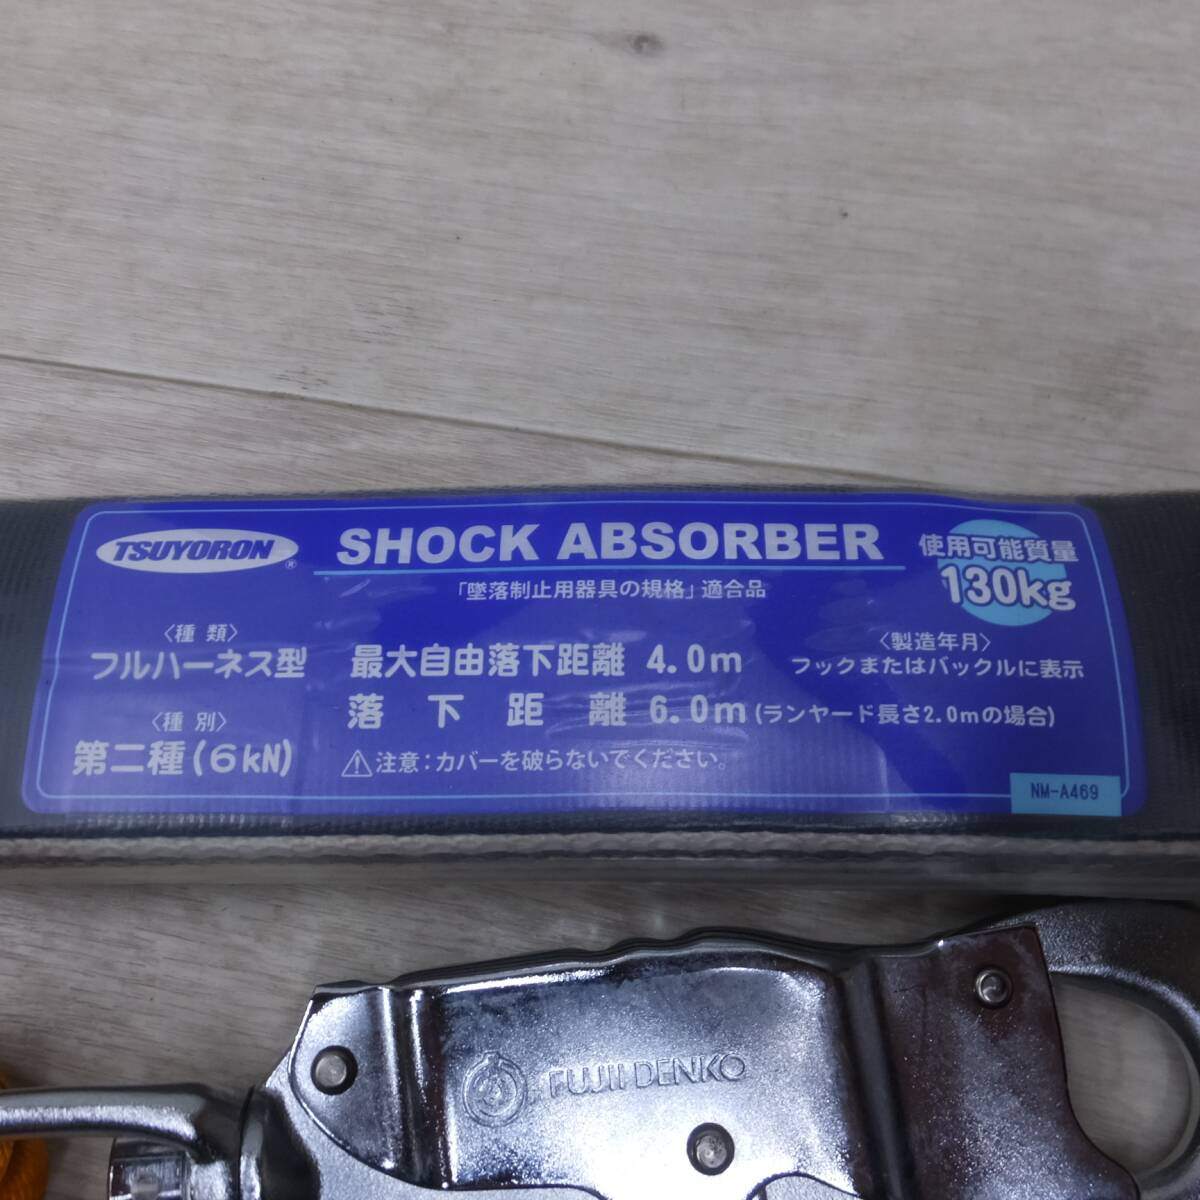 TSUYORON®
SHOCK ABSORBER
「墜落制止用器具の規格」適合品
使用可能質量
130kg
〈種 類〉
フルハーネス型
最大自由落下距離 4.0m
〈製造年月〉
フックまたはバックルに表示
〈種 別〉
第二種(6kN)
落 下 距 離 6.0m(ランヤード長さ2.0mの場合)
⚠注意:カバーを破らないでください。
NM-A469
FUJII DENKO